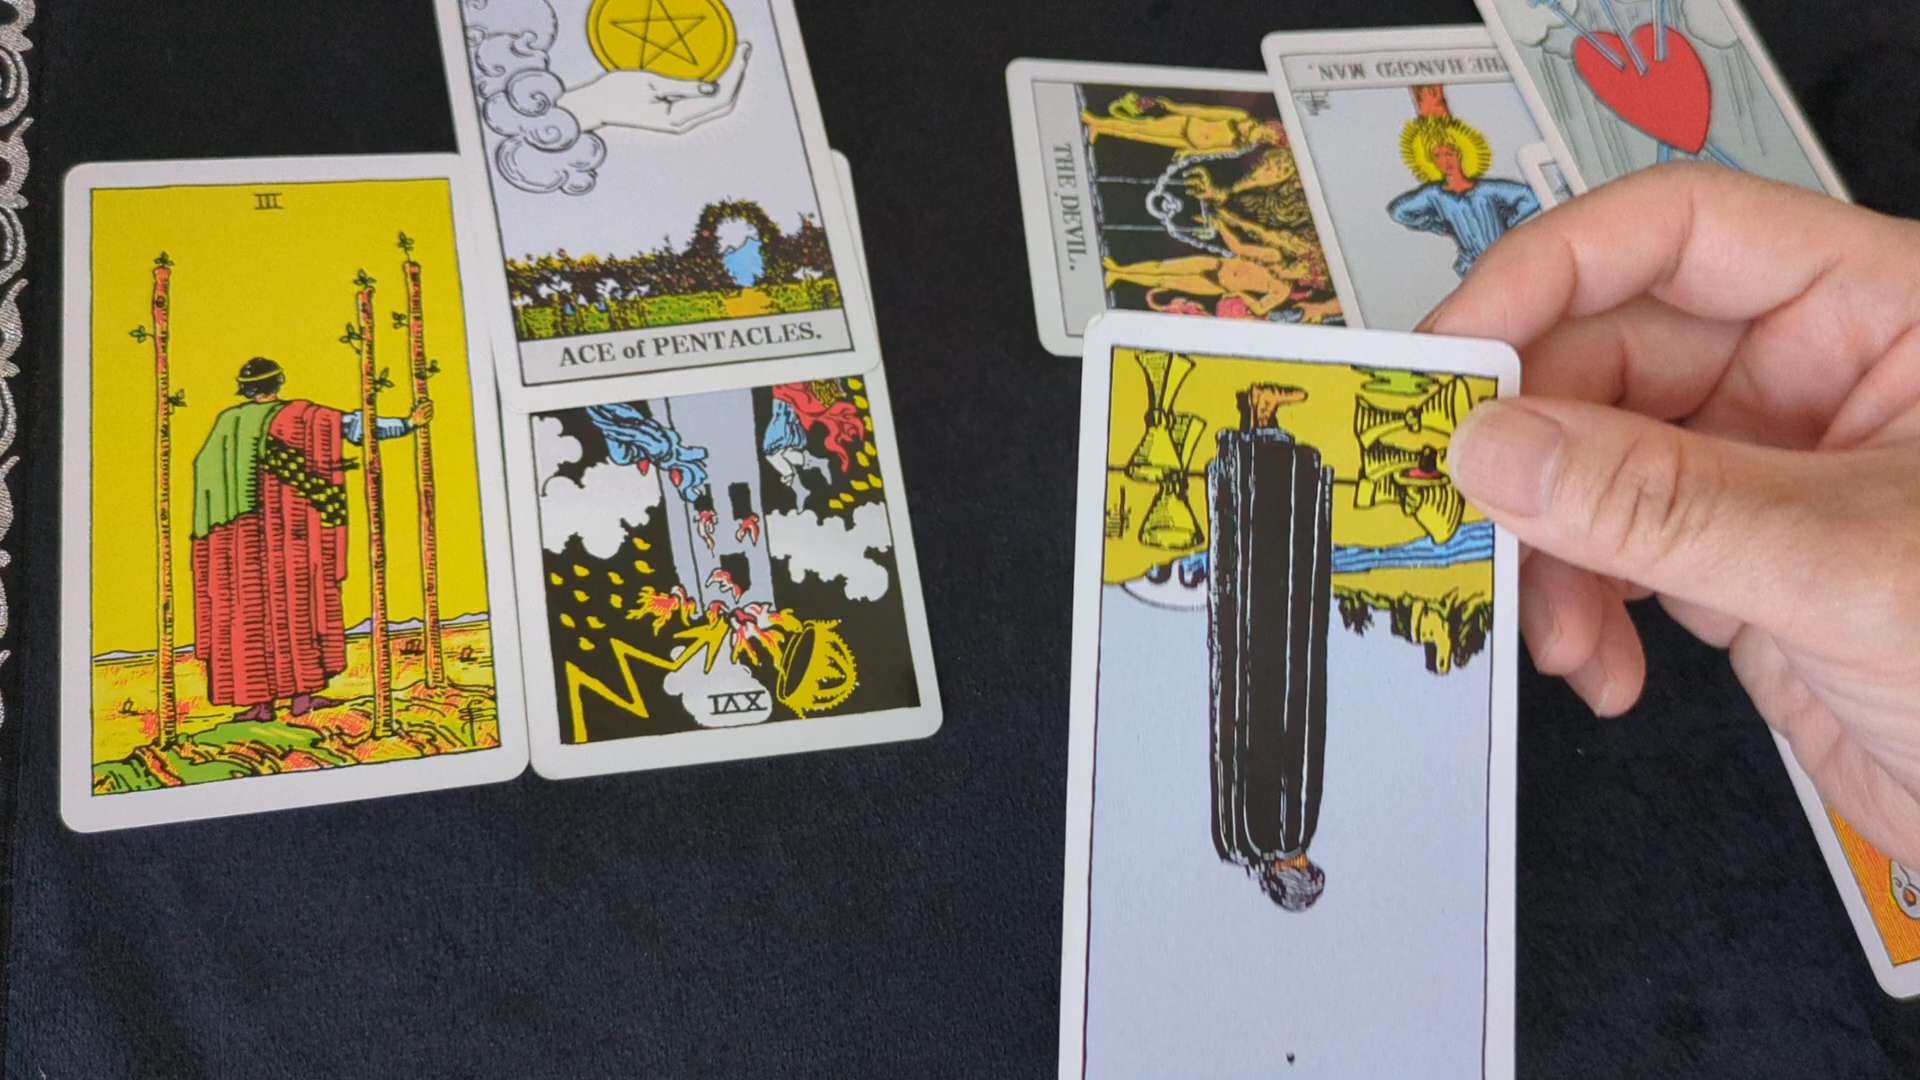 III
ACE of PENTACLES.
XVI
THE DEVIL.
THE HANGED MAN.